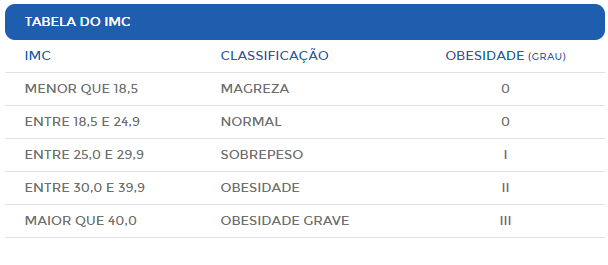 TABELA DO IMC
IMC CLASSIFICAÇÃO OBESIDADE (GRAU)
MENOR QUE 18,5 MAGREZA 0
ENTRE 18,5 E 24,9 NORMAL 0
ENTRE 25,0 E 29,9 SOBREPESO I
ENTRE 30,0 E 39,9 OBESIDADE II
MAIOR QUE 40,0 OBESIDADE GRAVE III